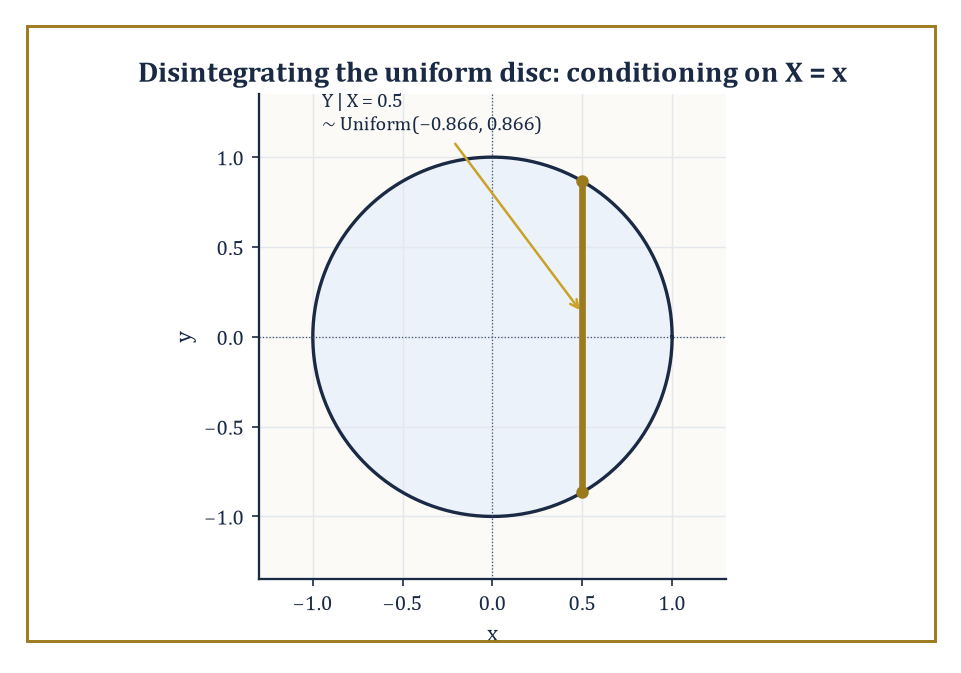 Disintegrating the uniform disc: conditioning on X = x
Y | X = 0.5
~ Uniform(−0.866, 0.866)
1.0
0.5
0.0
−0.5
−1.0
y
−1.0 −0.5 0.0 0.5 1.0
x